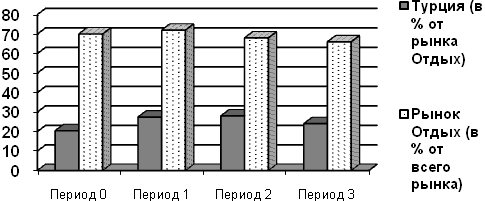 80
70
60
50
40
30
20
10
0
Период 0 Период 1 Период 2 Период 3
Турция (в
% от
рынка
Отдых)
Рынок
Отдых (в
% от
всего
рынка)